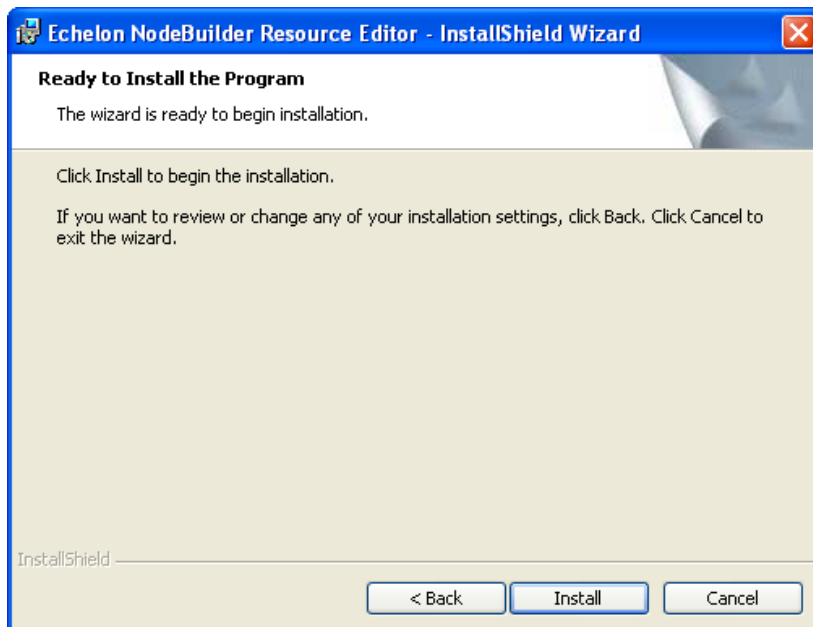 Echelon NodeBuilder Resource Editor - InstallShield Wizard
Ready to Install the Program
The wizard is ready to begin installation.
Click Install to begin the installation.
If you want to review or change any of your installation settings, click Back. Click Cancel to
exit the wizard.
InstallShield
< Back
Install
Cancel